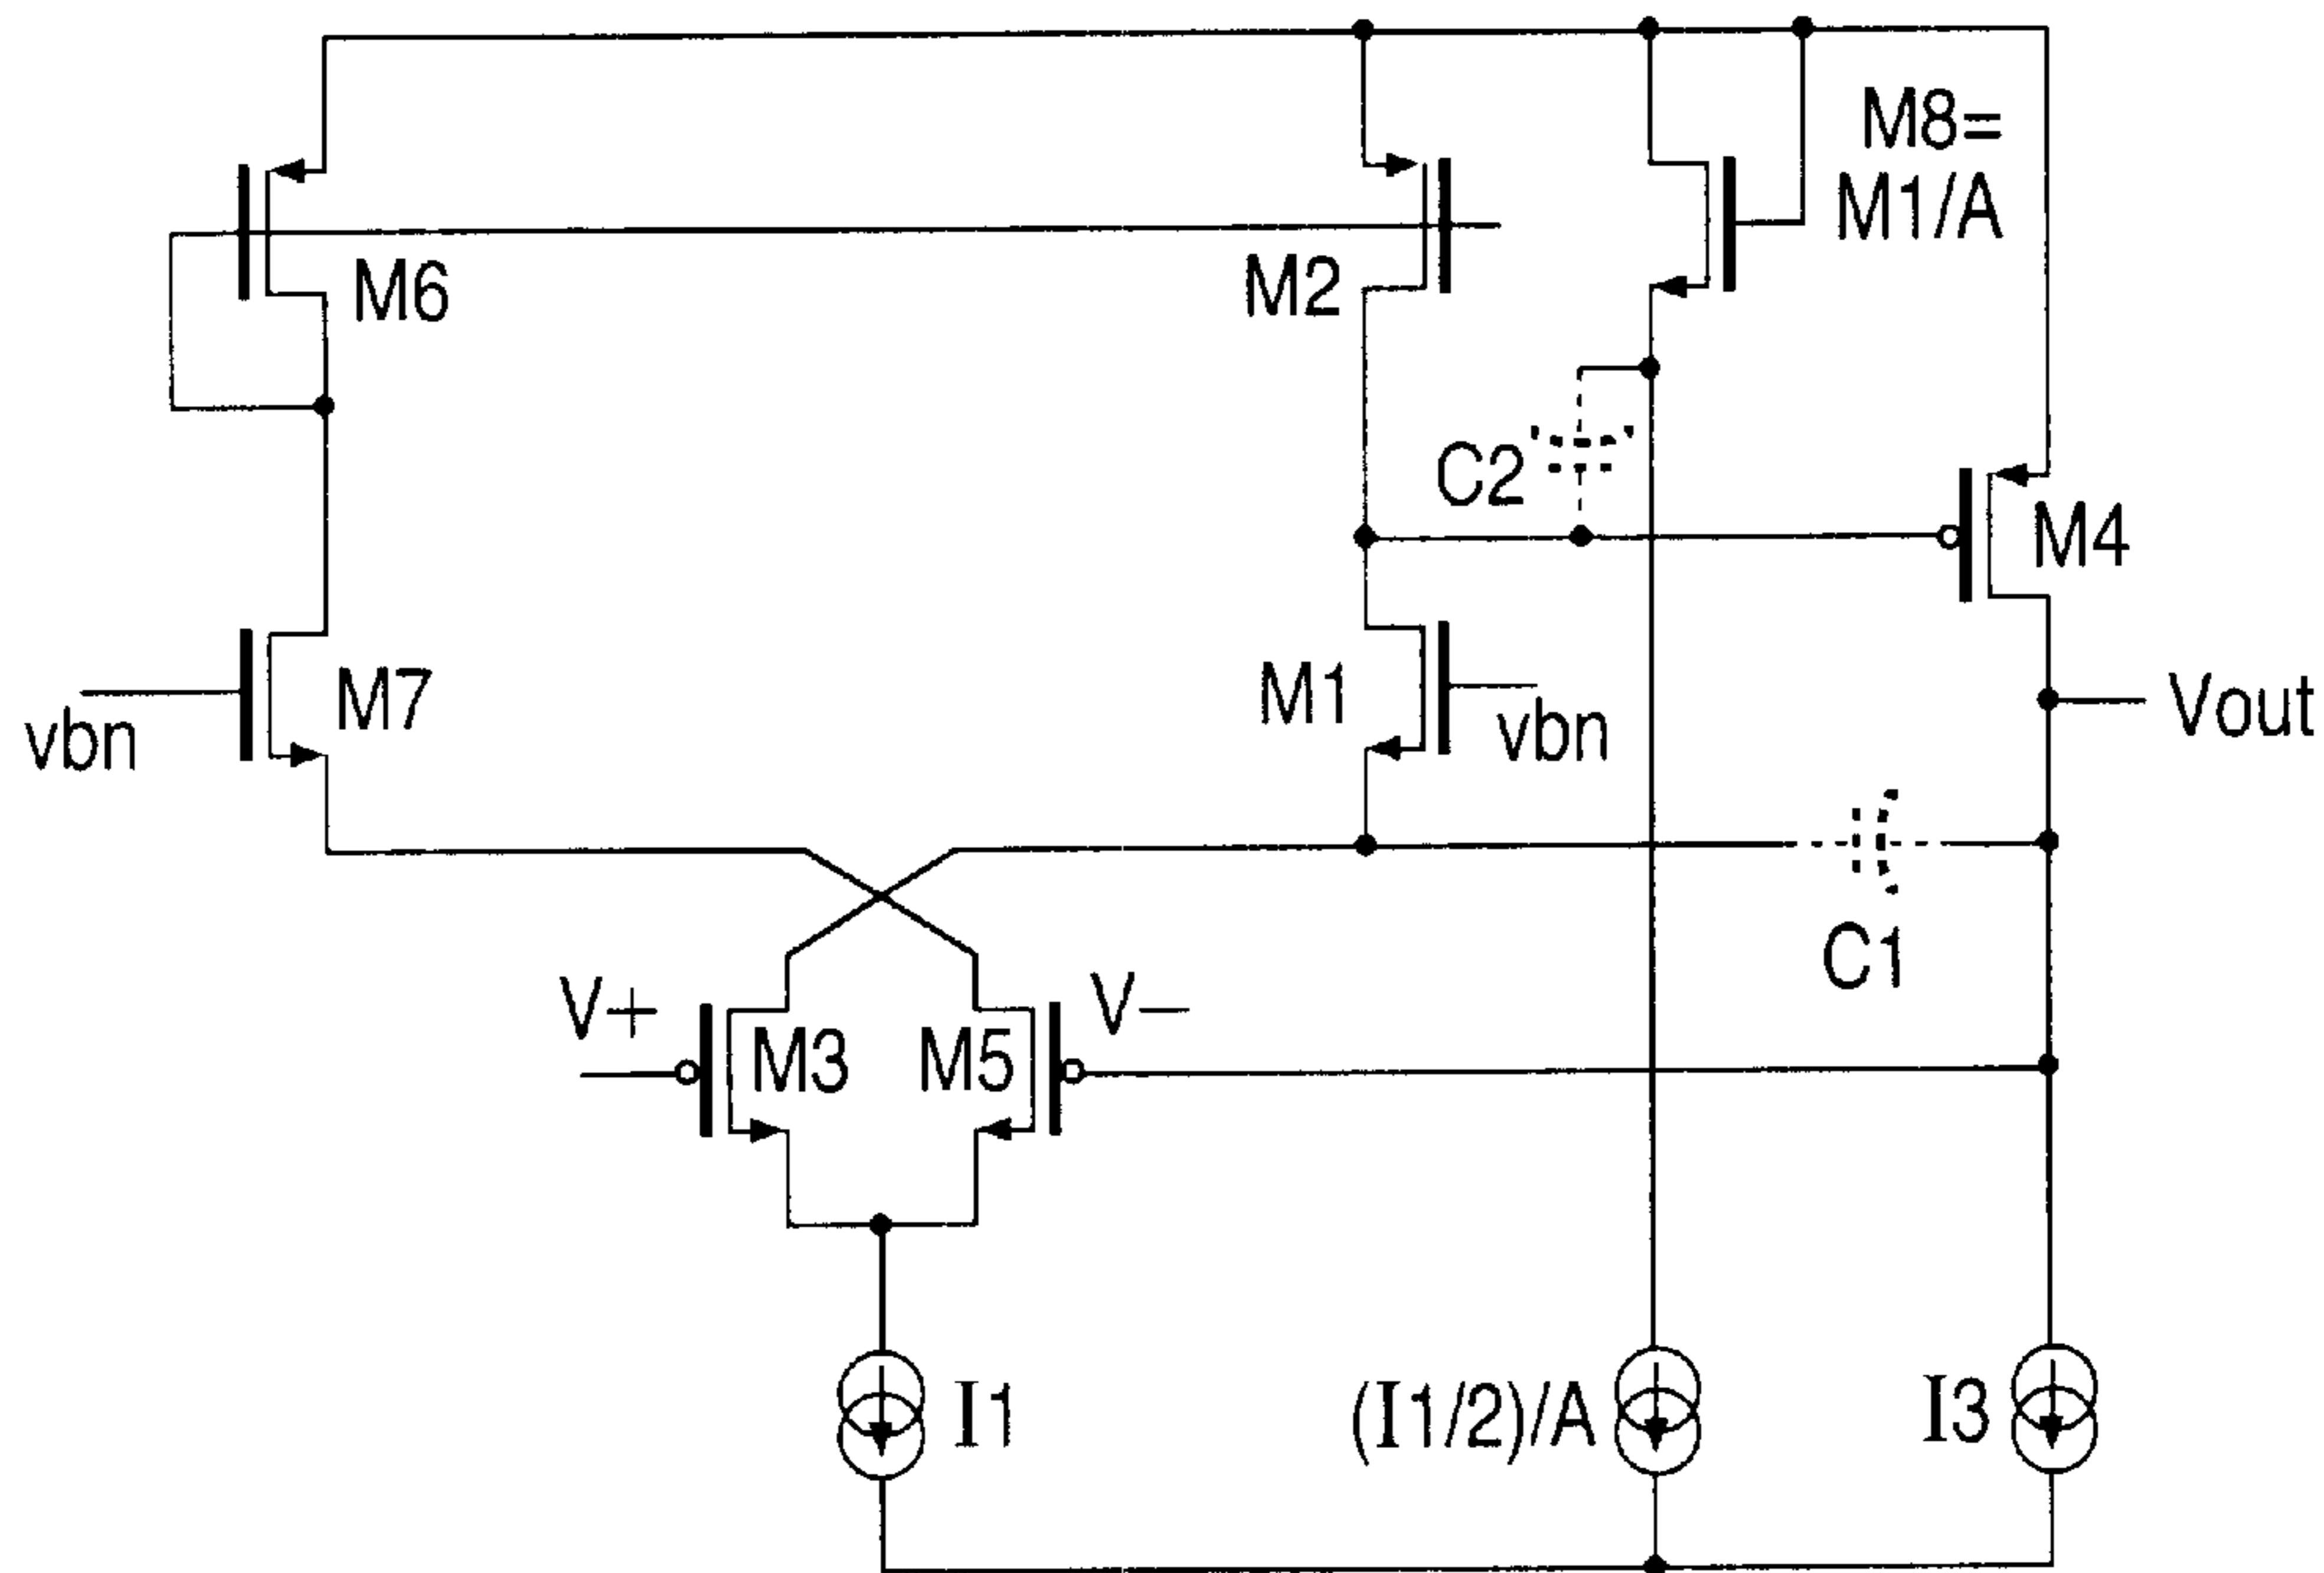 M8=
M1/A
M6
M2
C2
M4
M7
M1
Vout
vbn
vbn
C1
V+
V−
M3
M5
I1
(I1/2)/A
I3